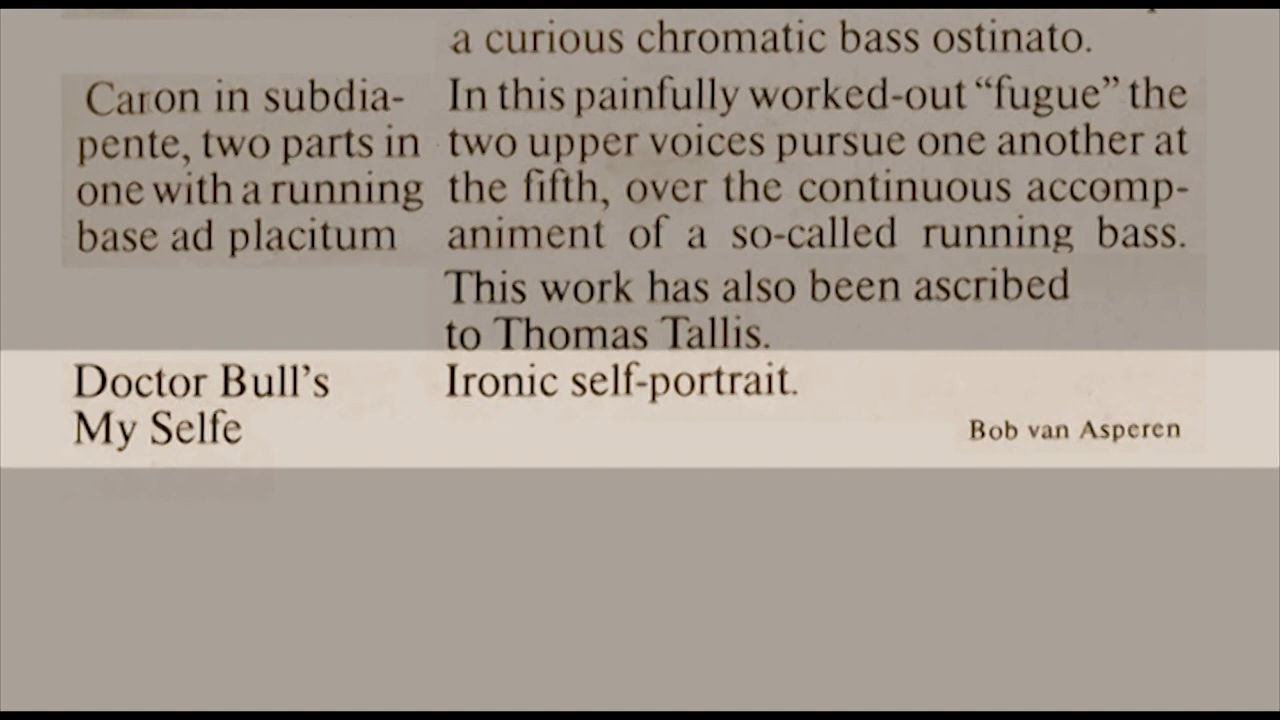 a curious chromatic bass ostinato.
Caron in subdia-
pente, two parts in
one with a running
base ad placitum
In this painfully worked-out “fugue” the
two upper voices pursue one another at
the fifth, over the continuous accomp-
animent of a so-called running bass.
This work has also been ascribed
to Thomas Tallis.
Doctor Bull’s
My Selfe
Ironic self-portrait.
Bob van Asperen